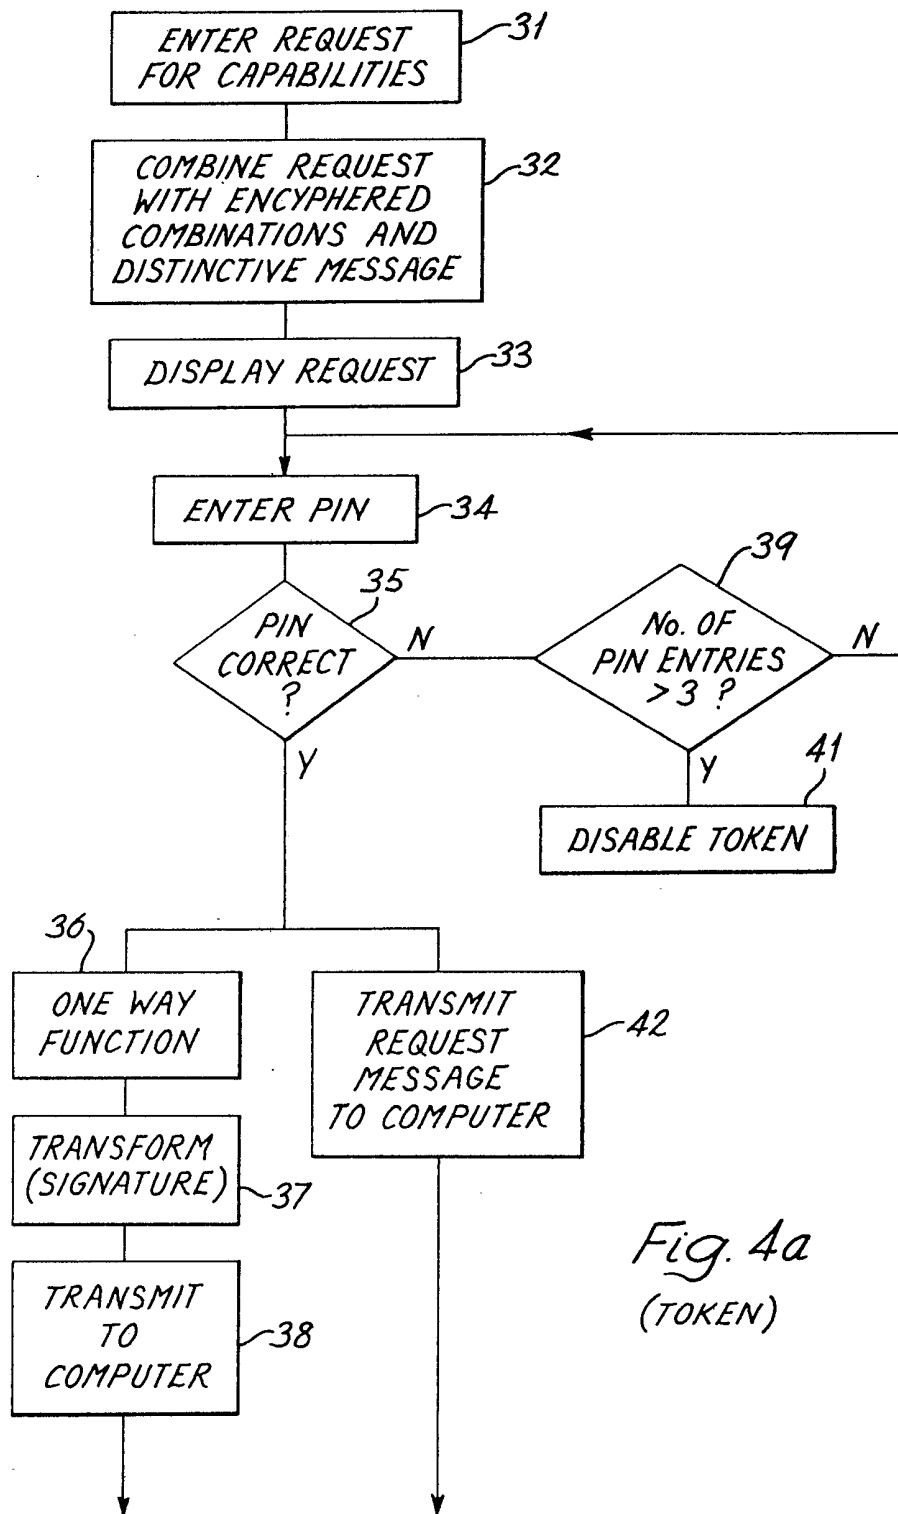 ENTER REQUEST
FOR CAPABILITIES
31
COMBINE REQUEST
WITH ENCYPHERED
COMBINATIONS AND
DISTINCTIVE MESSAGE
32
DISPLAY REQUEST
33
ENTER PIN
34
PIN
CORRECT
?
35
N
Y
No. OF
PIN ENTRIES
> 3 ?
39
N
Y
DISABLE TOKEN
41
ONE WAY
FUNCTION
36
TRANSMIT
REQUEST
MESSAGE
TO COMPUTER
42
TRANSFORM
(SIGNATURE)
37
TRANSMIT
TO
COMPUTER
38
Fig. 4a
(TOKEN)